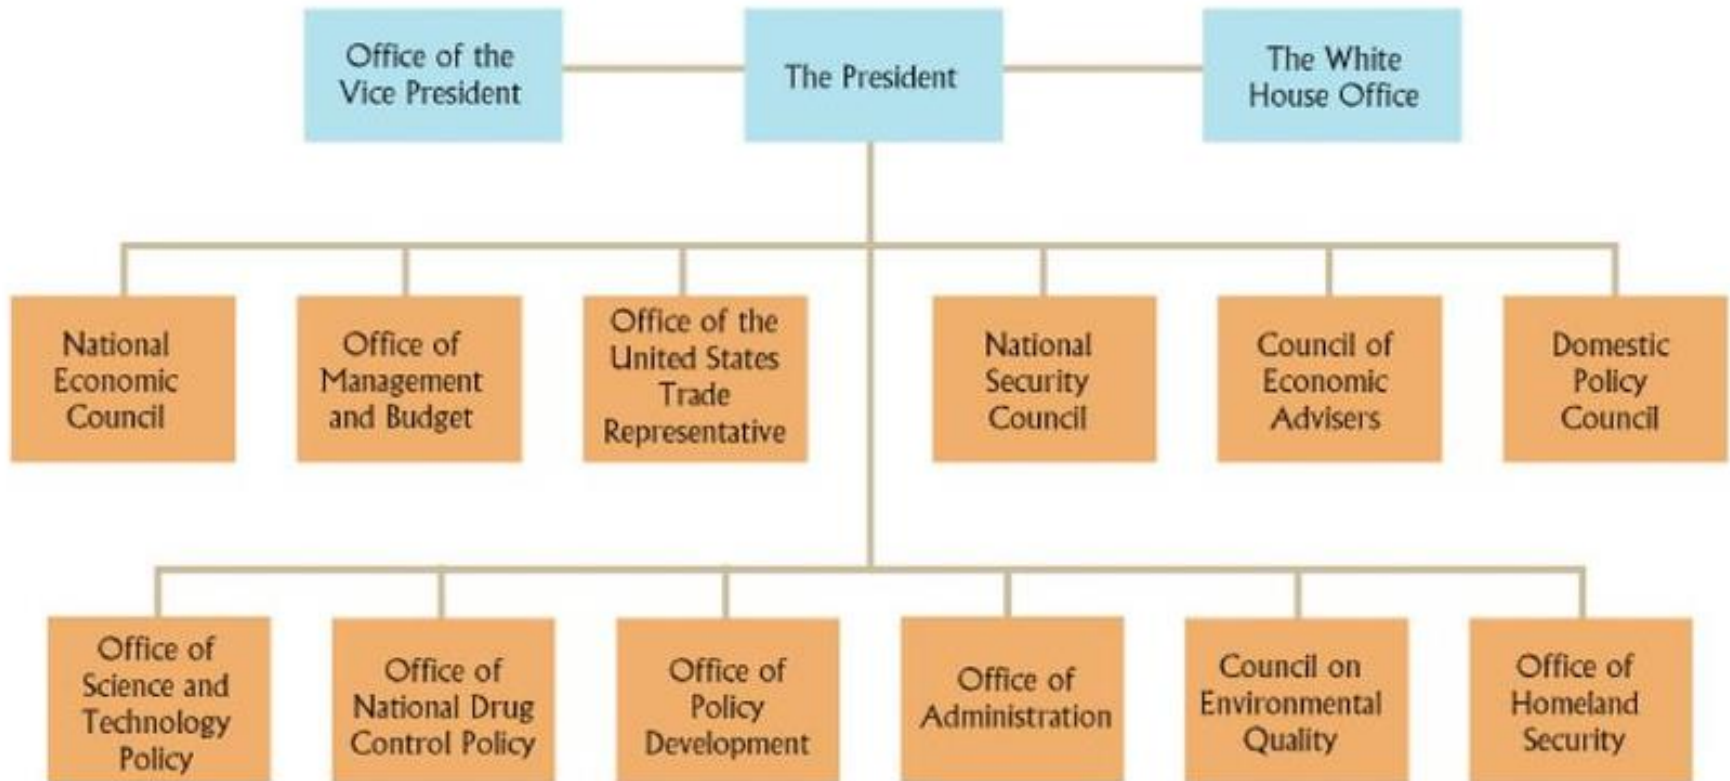 Office of the
Vice President
The President
The White
House Office
National
Economic
Council
Office of
Management
and Budget
Office of the
United States
Trade
Representative
National
Security
Council
Council of
Economic
Advisers
Domestic
Policy
Council
Office of
Science and
Technology
Policy
Office of
National Drug
Control Policy
Office of
Policy
Development
Office of
Administration
Council on
Environmental
Quality
Office of
Homeland
Security